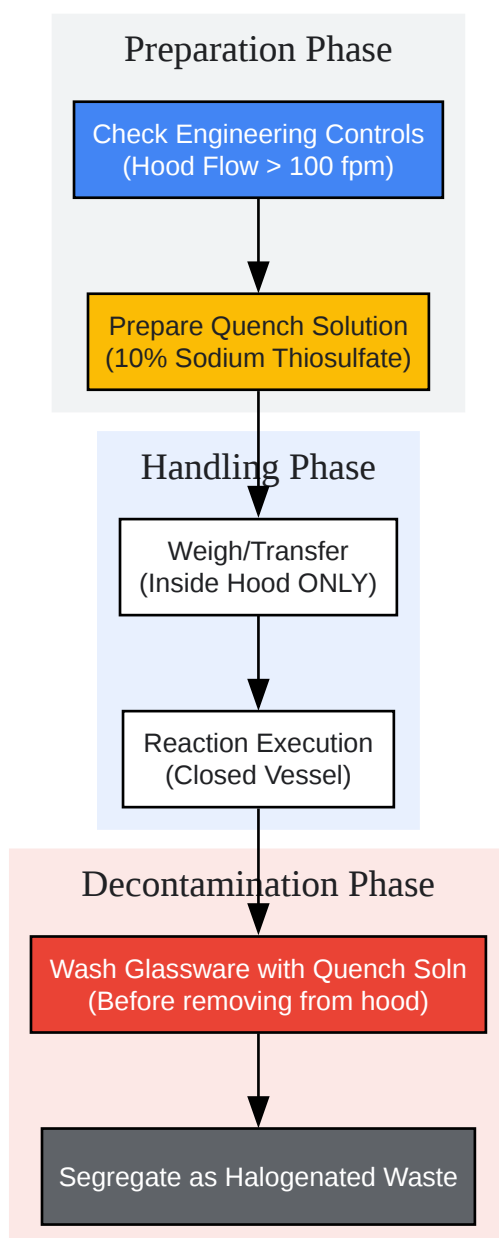 Preparation Phase
Check Engineering Controls
(Hood Flow > 100 fpm)
Prepare Quench Solution
(10% Sodium Thiosulfate)
Handling Phase
Weigh/Transfer
(Inside Hood ONLY)
Reaction Execution
(Closed Vessel)
Decontamination Phase
Wash Glassware with Quench Soln
(Before removing from hood)
Segregate as Halogenated Waste